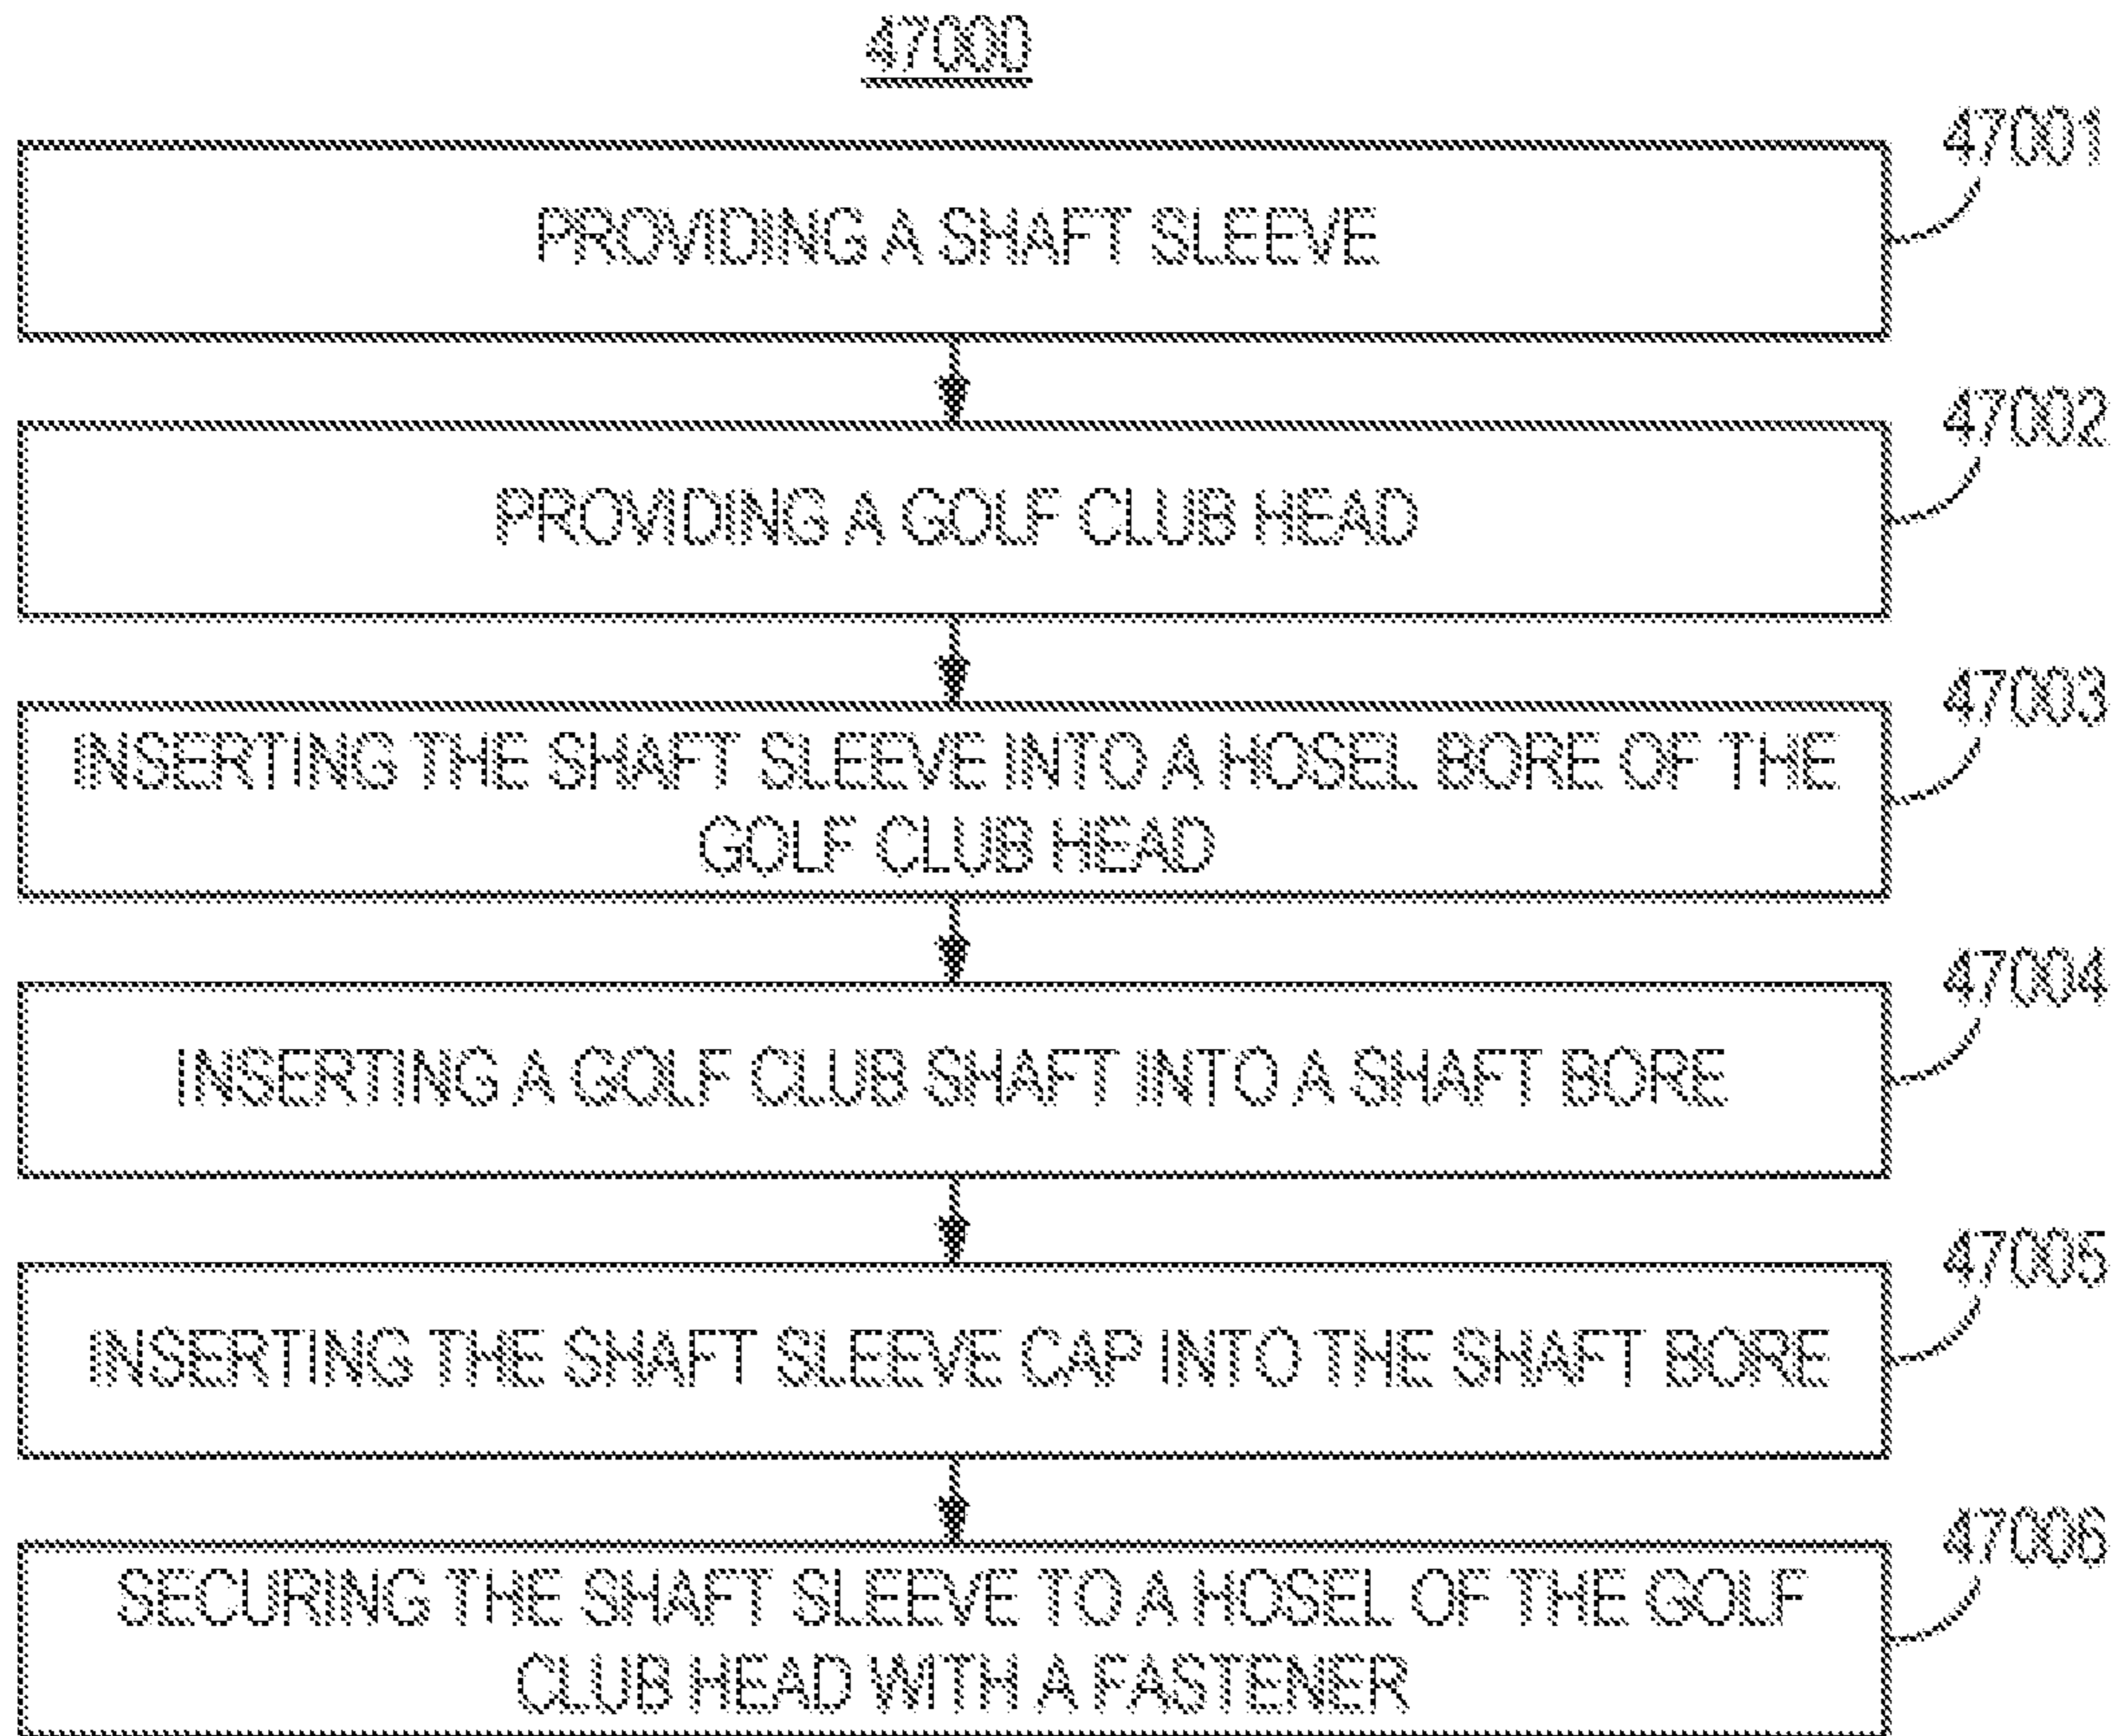 47000
47001
PROVIDING A SHAFT SLEEVE
47002
PROVIDING A GOLF CLUB HEAD
47003
INSERTING THE SHAFT SLEEVE INTO A HOSEL BORE OF THE
GOLF CLUB HEAD
47004
INSERTING A GOLF CLUB SHAFT INTO A SHAFT BORE
47005
INSERTING THE SHAFT SLEEVE CAP INTO THE SHAFT BORE
47006
SECURING THE SHAFT SLEEVE TO A HOSEL OF THE GOLF
CLUB HEAD WITH A FASTENER